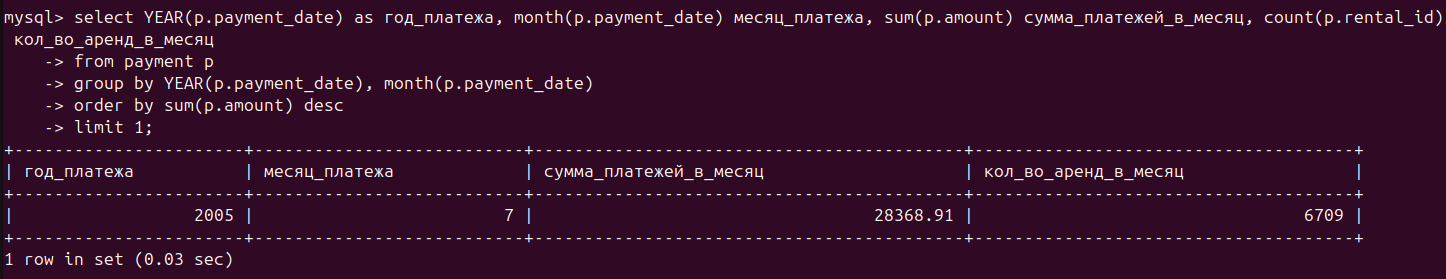 mysql> select YEAR(p.payment_date) as год_платежа, month(p.payment_date) месяц_платежа, sum(p.amount) сумма_платежей_в_месяц, count(p.rental_id)
 кол_во_аренд_в_месяц
    -> from payment p
    -> group by YEAR(p.payment_date), month(p.payment_date)
    -> order by sum(p.amount) desc
    -> limit 1;
+----------------------+--------------------------+------------------------------------------+-------------------------------------+
| год_платежа           | месяц_платежа             | сумма_платежей_в_месяц                    | кол_во_аренд_в_месяц                 |
+----------------------+--------------------------+------------------------------------------+-------------------------------------+
|                 2005 |                        7 |                                 28368.91 |                                6709 |
+----------------------+--------------------------+------------------------------------------+-------------------------------------+
1 row in set (0.03 sec)